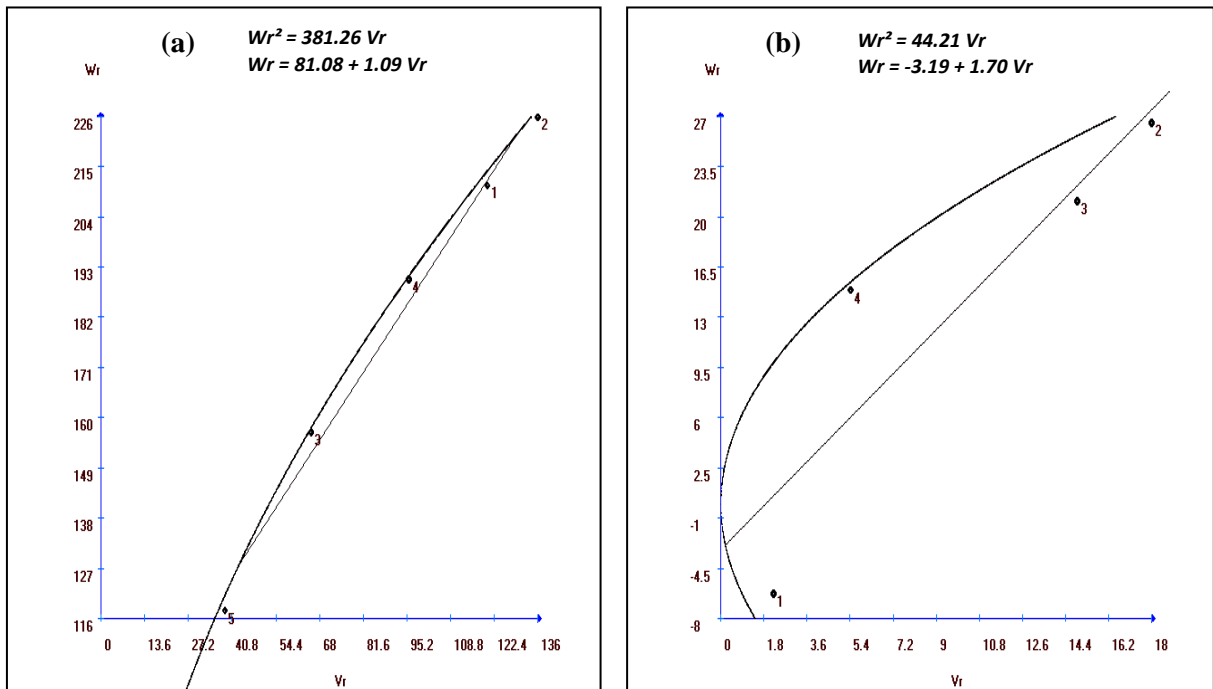 (a)
Wr² = 381.26 Vr
Wr = 81.08 + 1.09 Vr
Wr
226
215
204
193
182
171
160
149
138
127
116
2
1
4
3
5
0 13.6 40.8 54.4 68 81.6 95.2 108.8 122.4 136
Vr
(b)
Wr² = 44.21 Vr
Wr = -3.19 + 1.70 Vr
Wr
27
23.5
20
16.5
13
9.5
6
2.5
-1
-4.5
-8
2
3
4
1
0 1.8 3.6 5.4 7.2 9 10.8 12.6 14.4 16.2 18
Vr